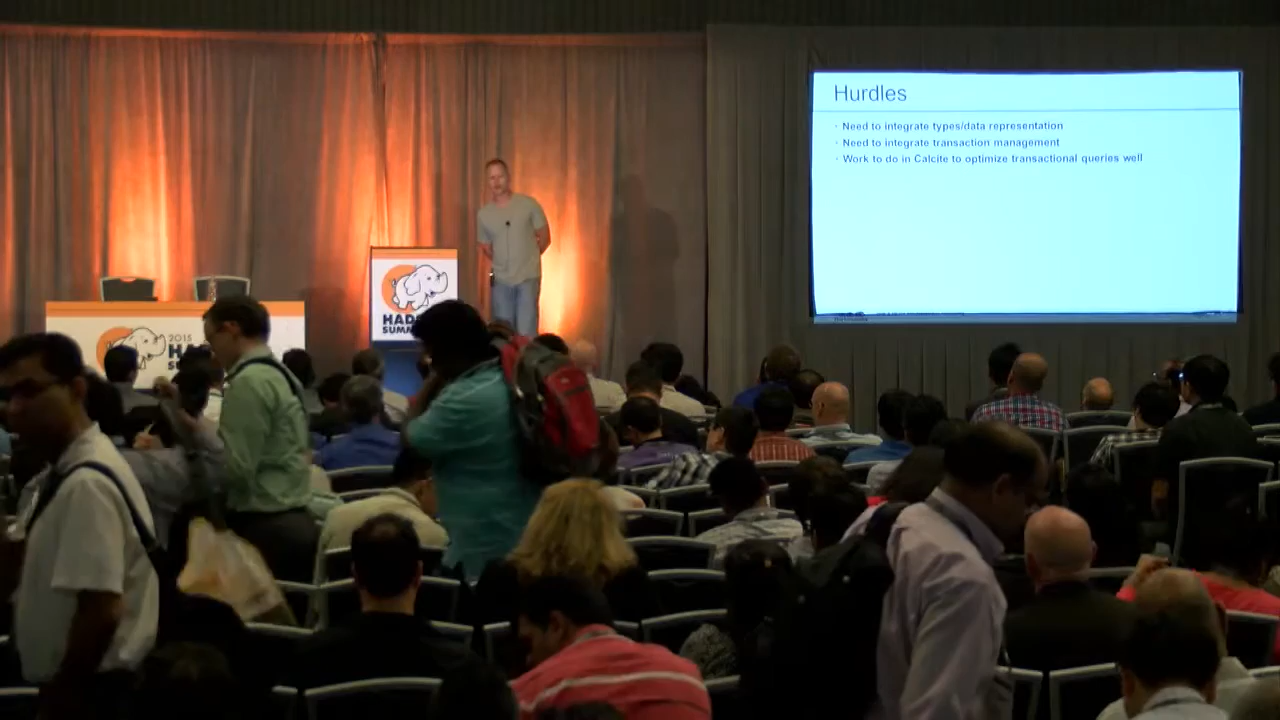 Hurdles
· Need to integrate types/data representation
· Need to integrate transaction management
· Work to do in Calcite to optimize transactional queries well
2015